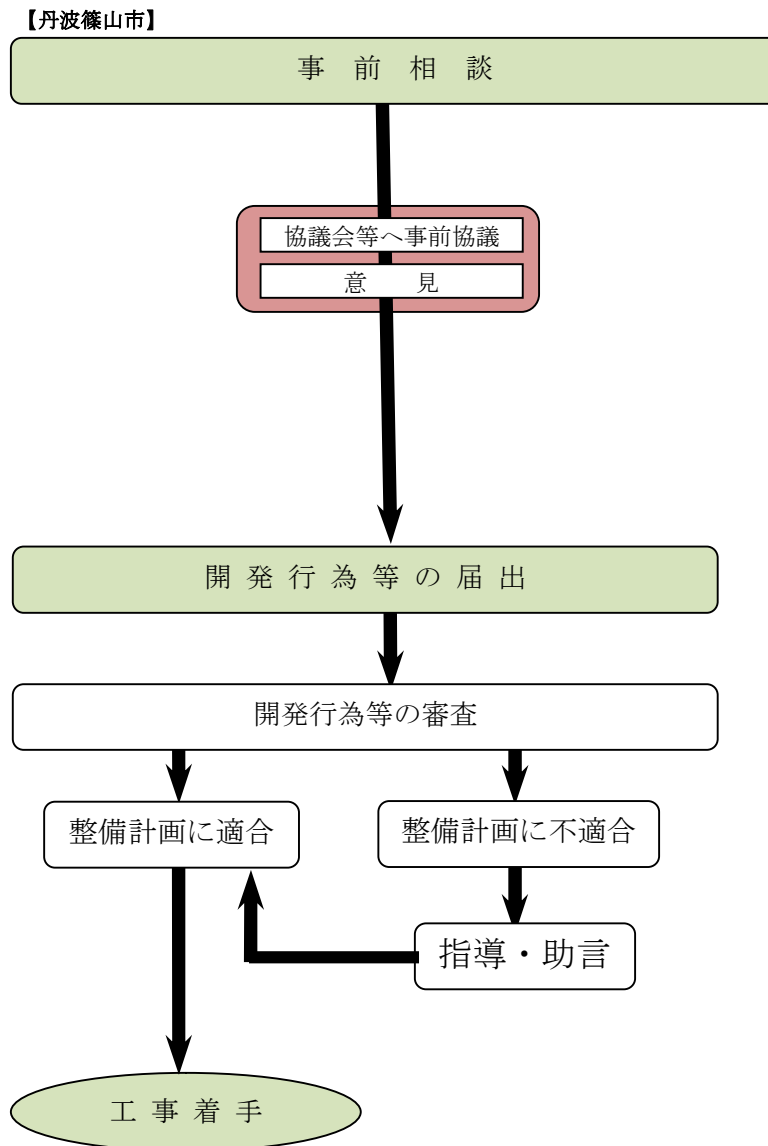 【丹波篠山市】
事　前　相　談
協議会等へ事前協議
意　　見
開 発 行 為 等 の 届 出
開発行為等の審査
整備計画に適合
整備計画に不適合
指導・助言
工 事 着 手